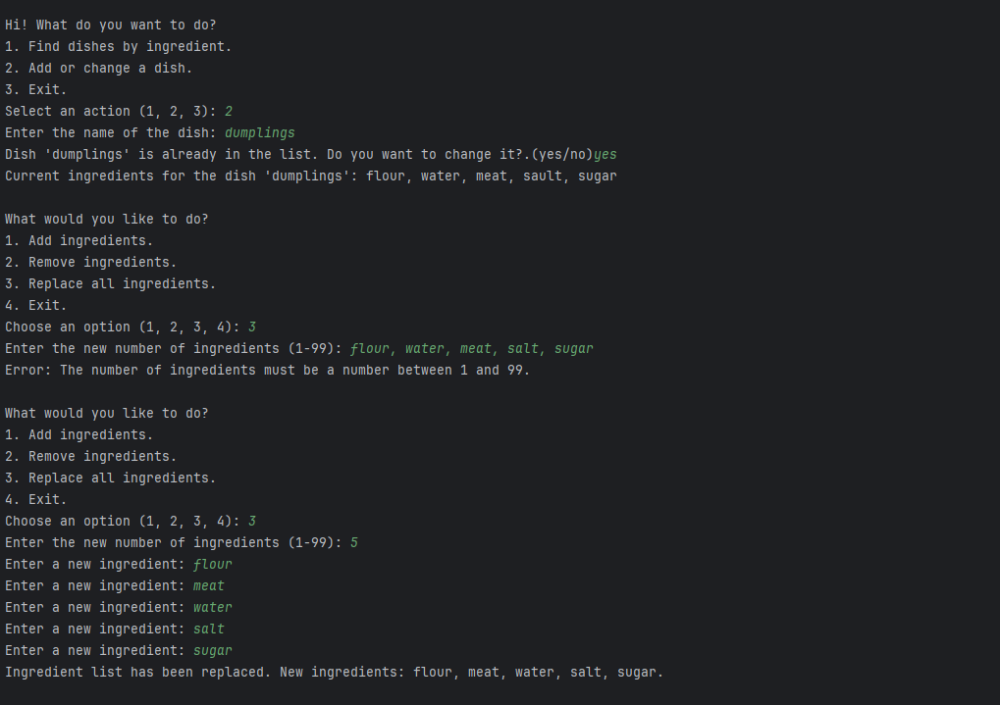 Hi! What do you want to do?
1. Find dishes by ingredient.
2. Add or change a dish.
3. Exit.
Select an action (1, 2, 3): 2
Enter the name of the dish: dumplings
Dish 'dumplings' is already in the list. Do you want to change it?.(yes/no)yes
Current ingredients for the dish 'dumplings': flour, water, meat, sault, sugar
What would you like to do?
1. Add ingredients.
2. Remove ingredients.
3. Replace all ingredients.
4. Exit.
Choose an option (1, 2, 3, 4): 3
Enter the new number of ingredients (1-99): flour, water, meat, salt, sugar
Error: The number of ingredients must be a number between 1 and 99.
What would you like to do?
1. Add ingredients.
2. Remove ingredients.
3. Replace all ingredients.
4. Exit.
Choose an option (1, 2, 3, 4): 3
Enter the new number of ingredients (1-99): 5
Enter a new ingredient: flour
Enter a new ingredient: meat
Enter a new ingredient: water
Enter a new ingredient: salt
Enter a new ingredient: sugar
Ingredient list has been replaced. New ingredients: flour, meat, water, salt, sugar.